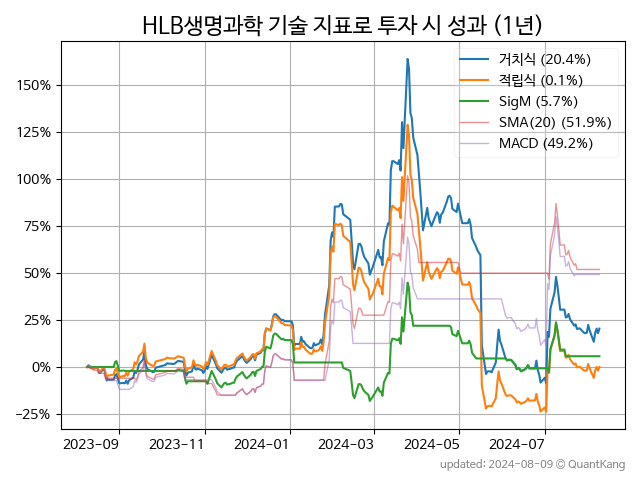 HLB생명과학 기술 지표로 투자 시 성과 (1년)
거치식 (20.4%)
적립식 (0.1%)
SigM (5.7%)
SMA(20) (51.9%)
MACD (49.2%)
150%
125%
100%
75%
50%
25%
0%
−25%
2023-09 2023-11 2024-01 2024-03 2024-05 2024-07
updated: 2024-08-09 © QuantKang